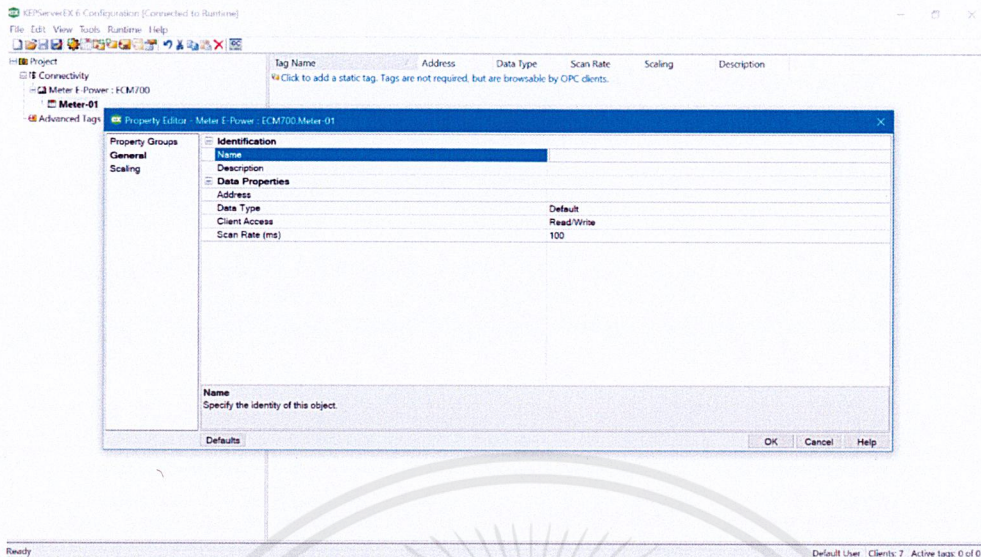 KEPServerEX 6 Configuration [Connected to Runtime]
File Edit View Tools Runtime Help
Project
Connectivity
Meter E-Power : ECM700
Meter-01
Advanced Tags
Tag Name Address Data Type Scan Rate Scaling Description
Click to add a static tag. Tags are not required, but are browsable by OPC clients.
Property Editor - Meter E-Power : ECM700.Meter-01
Property Groups
General
Scaling
Identification
Name
Description
Data Properties
Address
Data Type Default
Client Access Read/Write
Scan Rate (ms) 100
Name
Specify the identity of this object.
Defaults OK Cancel Help
Ready Default User Clients: 7 Active tags: 0 of 0